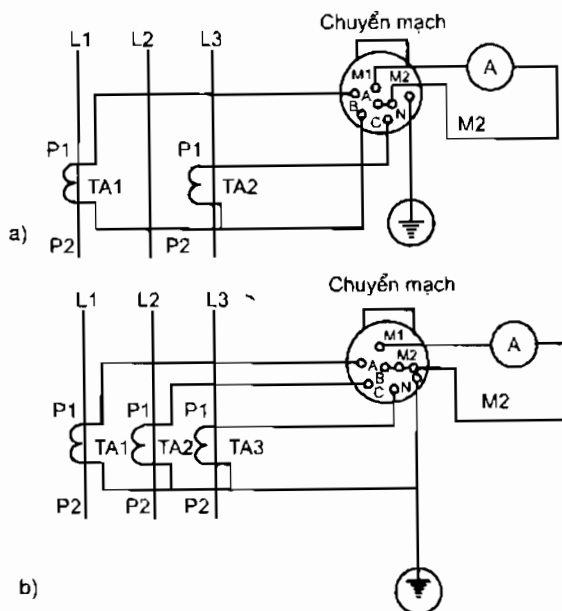 Chuyển mạch
L1 L2 L3
M1 M2 A
A
B N
C
M2
P1 P1
TA1 TA2
a)
P2 P2
Chuyển mạch
L1 L2 L3
M1
A
A M2
B
C N
M2
P1 P1 P1
TA1 TA2 TA3
P2 P2 P2
b)